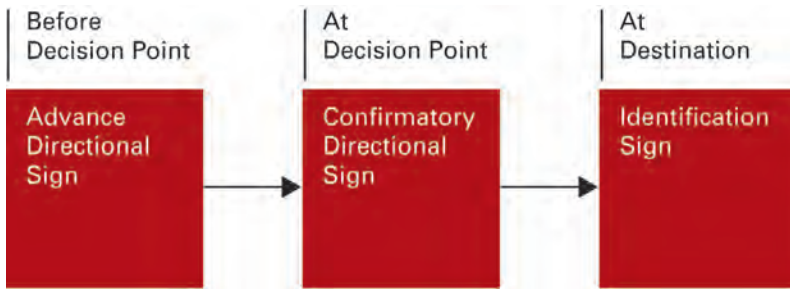 Before
Decision Point
At
Decision Point
At
Destination
Advance
Directional
Sign
Confirmatory
Directional
Sign
Identification
Sign